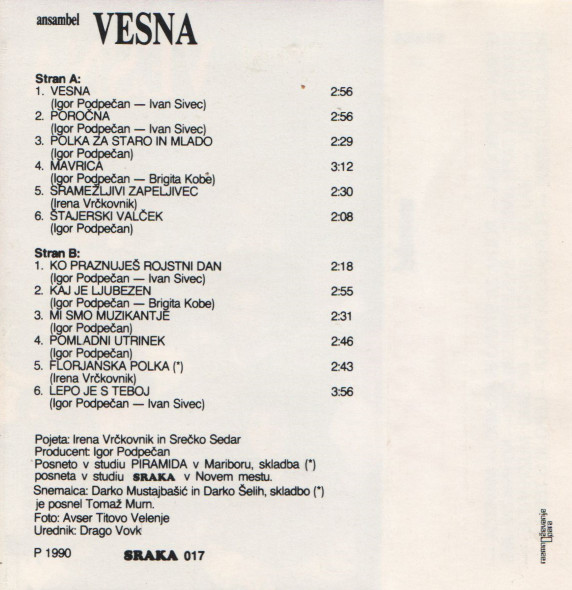 ansambel VESNA
Stran A:
1. VESNA 2:56
(Igor Podpečan — Ivan Sivec)
2. POROČNA 2:56
(Igor Podpečan — Ivan Sivec)
3. POLKA ZA STARO IN MLADO 2:29
(Igor Podpečan)
4. MAVRICA 3:12
(Igor Podpečan — Brigita Kobe)
5. SRAMEŽLJIVI ZAPELJIVEC 2:30
(Irena Vrčkovnik)
6. ŠTAJERSKI VALČEK 2:08
(Igor Podpečan)
Stran B:
1. KO PRAZNUJEŠ ROJSTNI DAN 2:18
(Igor Podpečan — Ivan Sivec)
2. KAJ JE LJUBEZEN 2:55
(Igor Podpečan — Brigita Kobe)
3. MI SMO MUZIKANTJE 2:31
(Igor Podpečan)
4. POMLADNI UTRINEK 2:46
(Igor Podpečan)
5. FLORJANSKA POLKA (*) 2:43
(Irena Vrčkovnik)
6. LEPO JE S TEBOJ 3:56
(Igor Podpečan — Ivan Sivec)
Pojeta: Irena Vrčkovnik in Srečko Sedar
Producent: Igor Podpečan
Posneto v studiu PIRAMIDA v Mariboru, skladba (*)
posneta v studiu SRAKA v Novem mestu.
Snemalca: Darko Mustajbašić in Darko Šelih, skladbo (*)
je posnel Tomaž Murn.
Foto: Avser Titovo Velenje
Urednik: Drago Vovk
P 1990 SRAKA 017